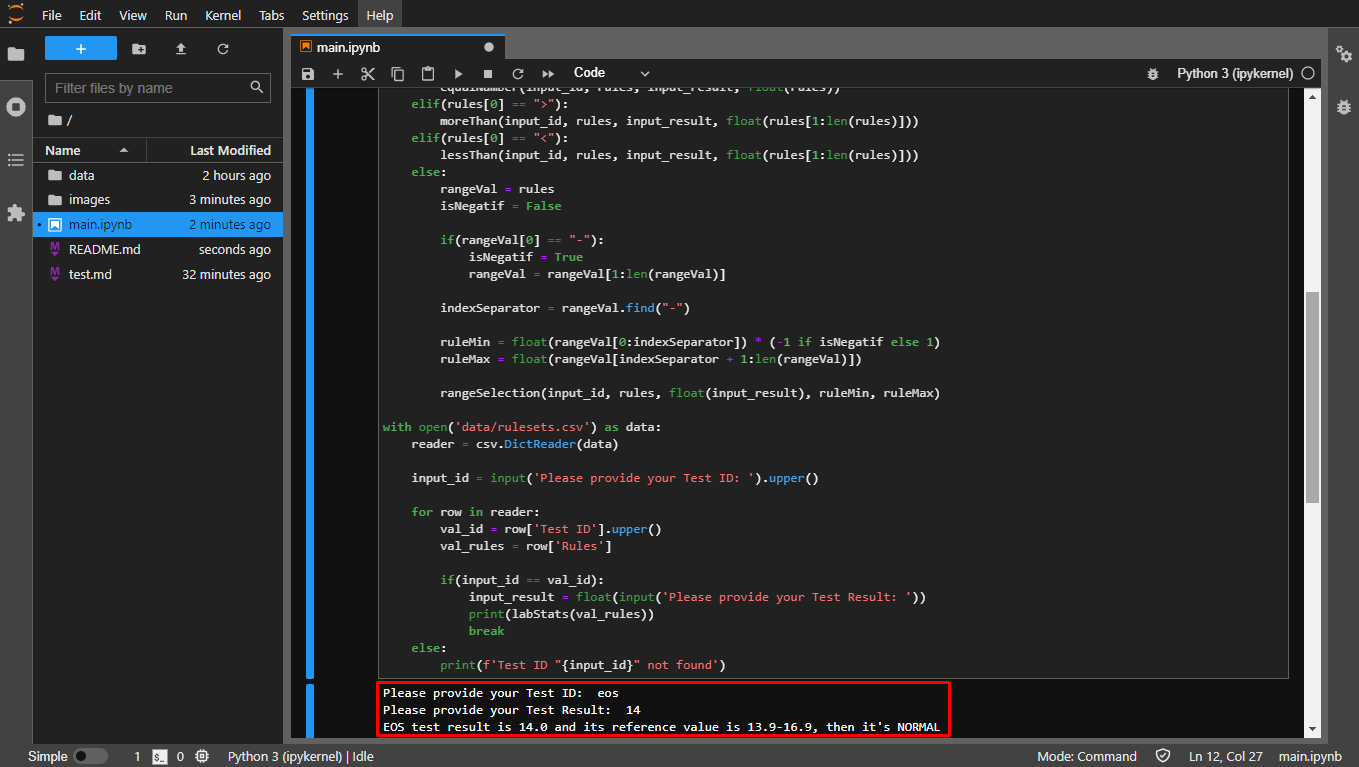 File Edit View Run Kernel Tabs Settings Help
main.ipynb
Code
Python 3 (ipykernel)
Filter files by name
/
Name Last Modified
data 2 hours ago
images 3 minutes ago
main.ipynb 2 minutes ago
README.md seconds ago
test.md 32 minutes ago
equalNumber(input_id, rules, input_result, float(rules))
elif(rules[0] == ">"):
moreThan(input_id, rules, input_result, float(rules[1:len(rules)]))
elif(rules[0] == "<"):
lessThan(input_id, rules, input_result, float(rules[1:len(rules)]))
else:
rangeVal = rules
isNegatif = False
if(rangeVal[0] == "-"):
isNegatif = True
rangeVal = rangeVal[1:len(rangeVal)]
indexSeparator = rangeVal.find("-")
ruleMin = float(rangeVal[0:indexSeparator]) * (-1 if isNegatif else 1)
ruleMax = float(rangeVal[indexSeparator + 1:len(rangeVal)])
rangeSelection(input_id, rules, float(input_result), ruleMin, ruleMax)
with open('data/rulesets.csv') as data:
reader = csv.DictReader(data)
input_id = input('Please provide your Test ID: ').upper()
for row in reader:
val_id = row['Test ID'].upper()
val_rules = row['Rules']
if(input_id == val_id):
input_result = float(input('Please provide your Test Result: '))
print(labStats(val_rules))
break
else:
print(f'Test ID "{input_id}" not found')
Please provide your Test ID: eos
Please provide your Test Result: 14
EOS test result is 14.0 and its reference value is 13.9-16.9, then it's NORMAL
Simple 1 $_ 0 Python 3 (ipykernel) | Idle Mode: Command Ln 12, Col 27 main.ipynb